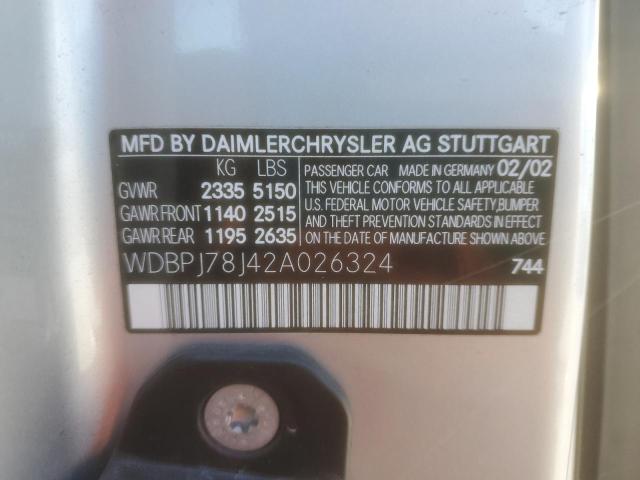 MFD BY DAIMLERCHRYSLER AG STUTTGART
KG LBS
GVWR 2335 5150
GAWR FRONT 1140 2515
GAWR REAR 1195 2635
PASSENGER CAR MADE IN GERMANY 02/02
THIS VEHICLE CONFORMS TO ALL APPLICABLE
U.S. FEDERAL MOTOR VEHICLE SAFETY,BUMPER
AND THEFT PREVENTION STANDARDS IN EFFECT
ON THE DATE OF MANUFACTURE SHOWN ABOVE.
WDBPJ78J42A026324 744